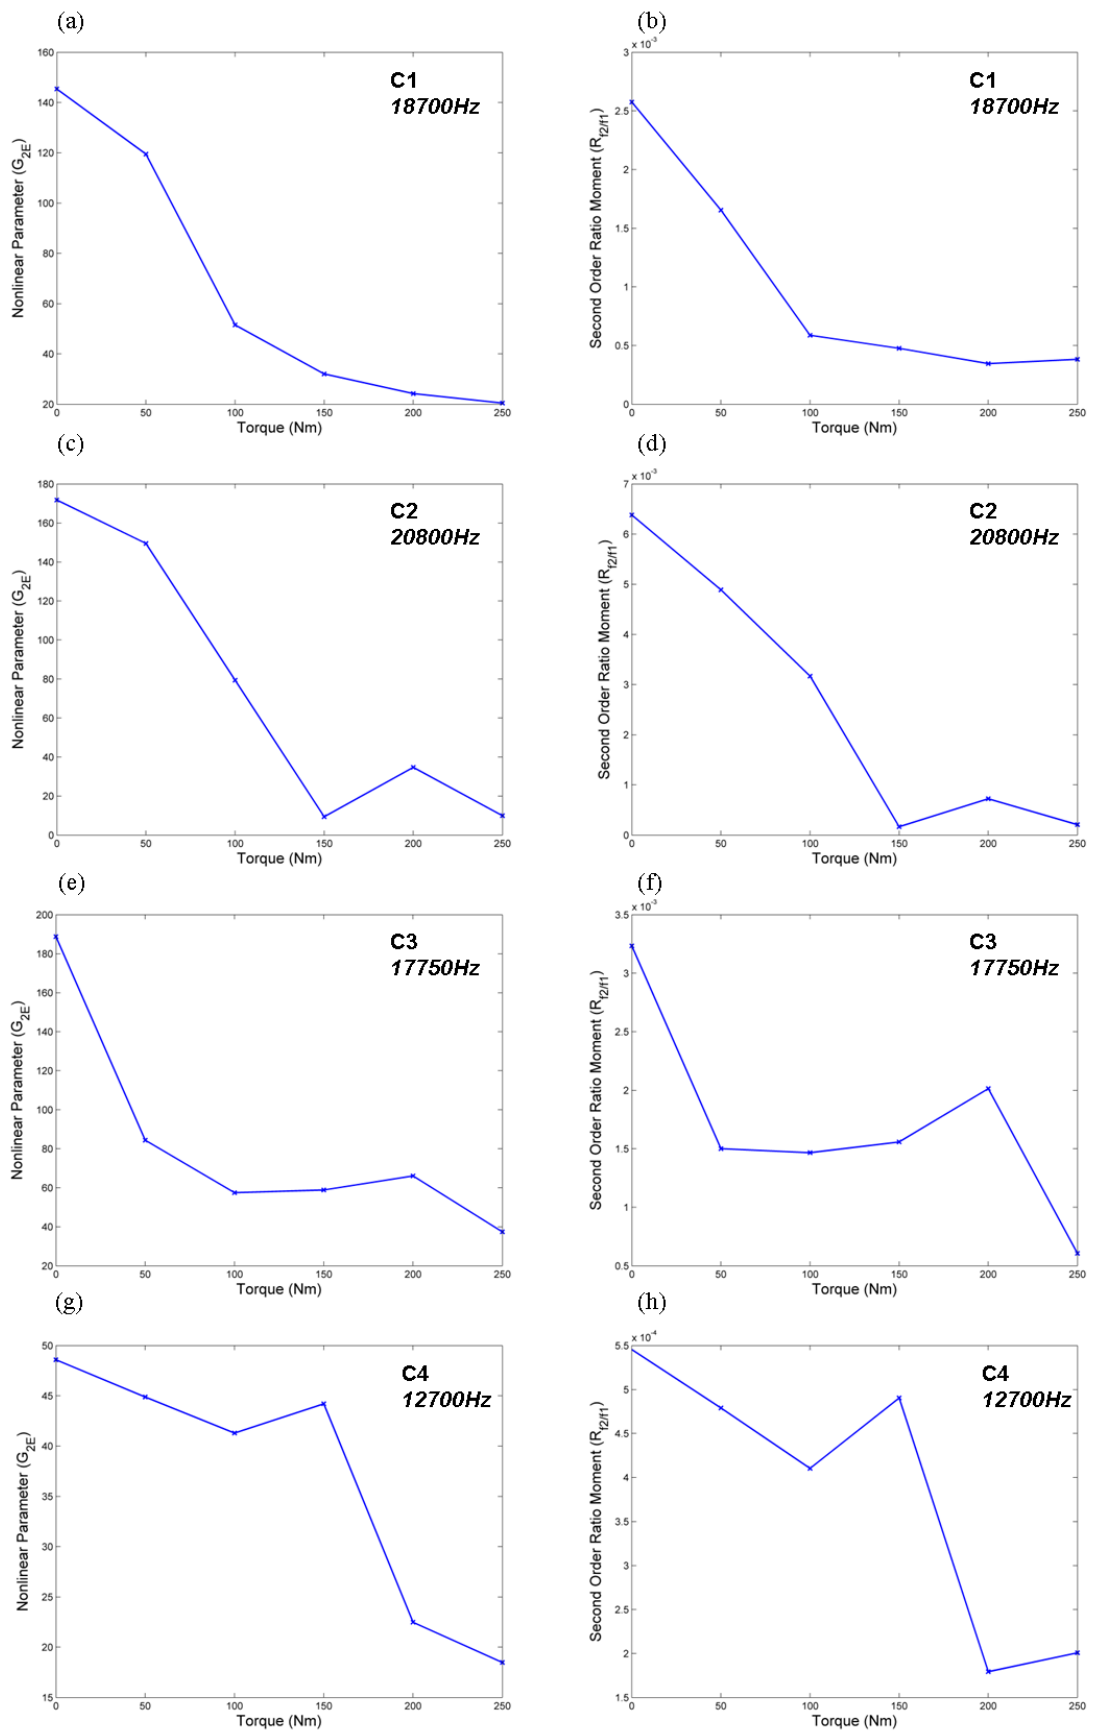 (a)
160
140
120
100
80
60
40
20
Nonlinear Parameter (G2E)
C1
18700Hz
0 50 100 150 200 250
Torque (Nm)
(b)
x 10-3
3
2.5
2
1.5
1
0.5
0
Second Order Ratio Moment (Rf2/f1)
C1
18700Hz
0 50 100 150 200 250
Torque (Nm)
(c)
180
160
140
120
100
80
60
40
20
0
Nonlinear Parameter (G2E)
C2
20800Hz
0 50 100 150 200 250
Torque (Nm)
(d)
x 10-3
7
6
5
4
3
2
1
0
Second Order Ratio Moment (Rf2/f1)
C2
20800Hz
0 50 100 150 200 250
Torque (Nm)
(e)
200
180
160
140
120
100
80
60
40
20
Nonlinear Parameter (G2E)
C3
17750Hz
0 50 100 150 200 250
Torque (Nm)
(f)
x 10-3
3.5
3
2.5
2
1.5
1
0.5
Second Order Ratio Moment (Rf2/f1)
C3
17750Hz
0 50 100 150 200 250
Torque (Nm)
(g)
50
45
40
35
30
25
20
15
Nonlinear Parameter (G2E)
C4
12700Hz
0 50 100 150 200 250
Torque (Nm)
(h)
x 10-4
5.5
5
4.5
4
3.5
3
2.5
2
1.5
Second Order Ratio Moment (Rf2/f1)
C4
12700Hz
0 50 100 150 200 250
Torque (Nm)